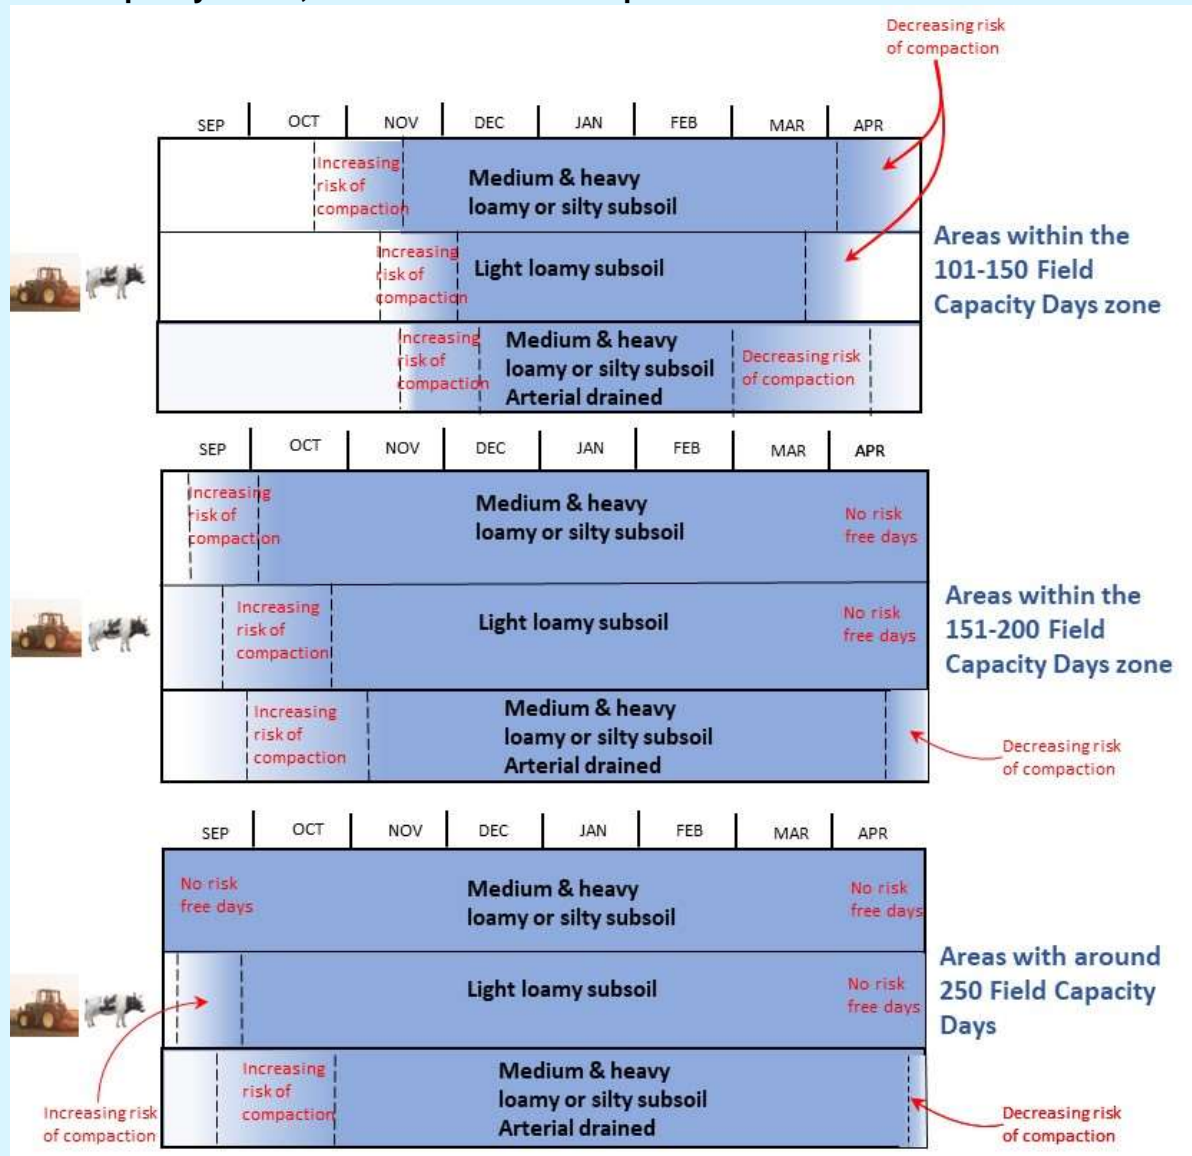 Decreasing risk
of compaction
SEP OCT NOV DEC JAN FEB MAR APR
Increasing
risk of
compaction
Medium & heavy
loamy or silty subsoil
Increasing
risk of
compaction
Light loamy subsoil
Areas within the
101-150 Field
Capacity Days zone
Increasing
risk of
compaction
Medium & heavy
loamy or silty subsoil
Arterial drained
Decreasing risk
of compaction
SEP OCT NOV DEC JAN FEB MAR APR
Increasing
risk of
compaction
Medium & heavy
loamy or silty subsoil
No risk
free days
Increasing
risk of
compaction
Light loamy subsoil
No risk
free days
Areas within the
151-200 Field
Capacity Days zone
Increasing
risk of
compaction
Medium & heavy
loamy or silty subsoil
Arterial drained
Decreasing risk
of compaction
SEP OCT NOV DEC JAN FEB MAR APR
No risk
free days
Medium & heavy
loamy or silty subsoil
No risk
free days
Light loamy subsoil
No risk
free days
Areas with around
250 Field Capacity
Days
Increasing risk
of compaction
Increasing
risk of
compaction
Medium & heavy
loamy or silty subsoil
Arterial drained
Decreasing risk
of compaction